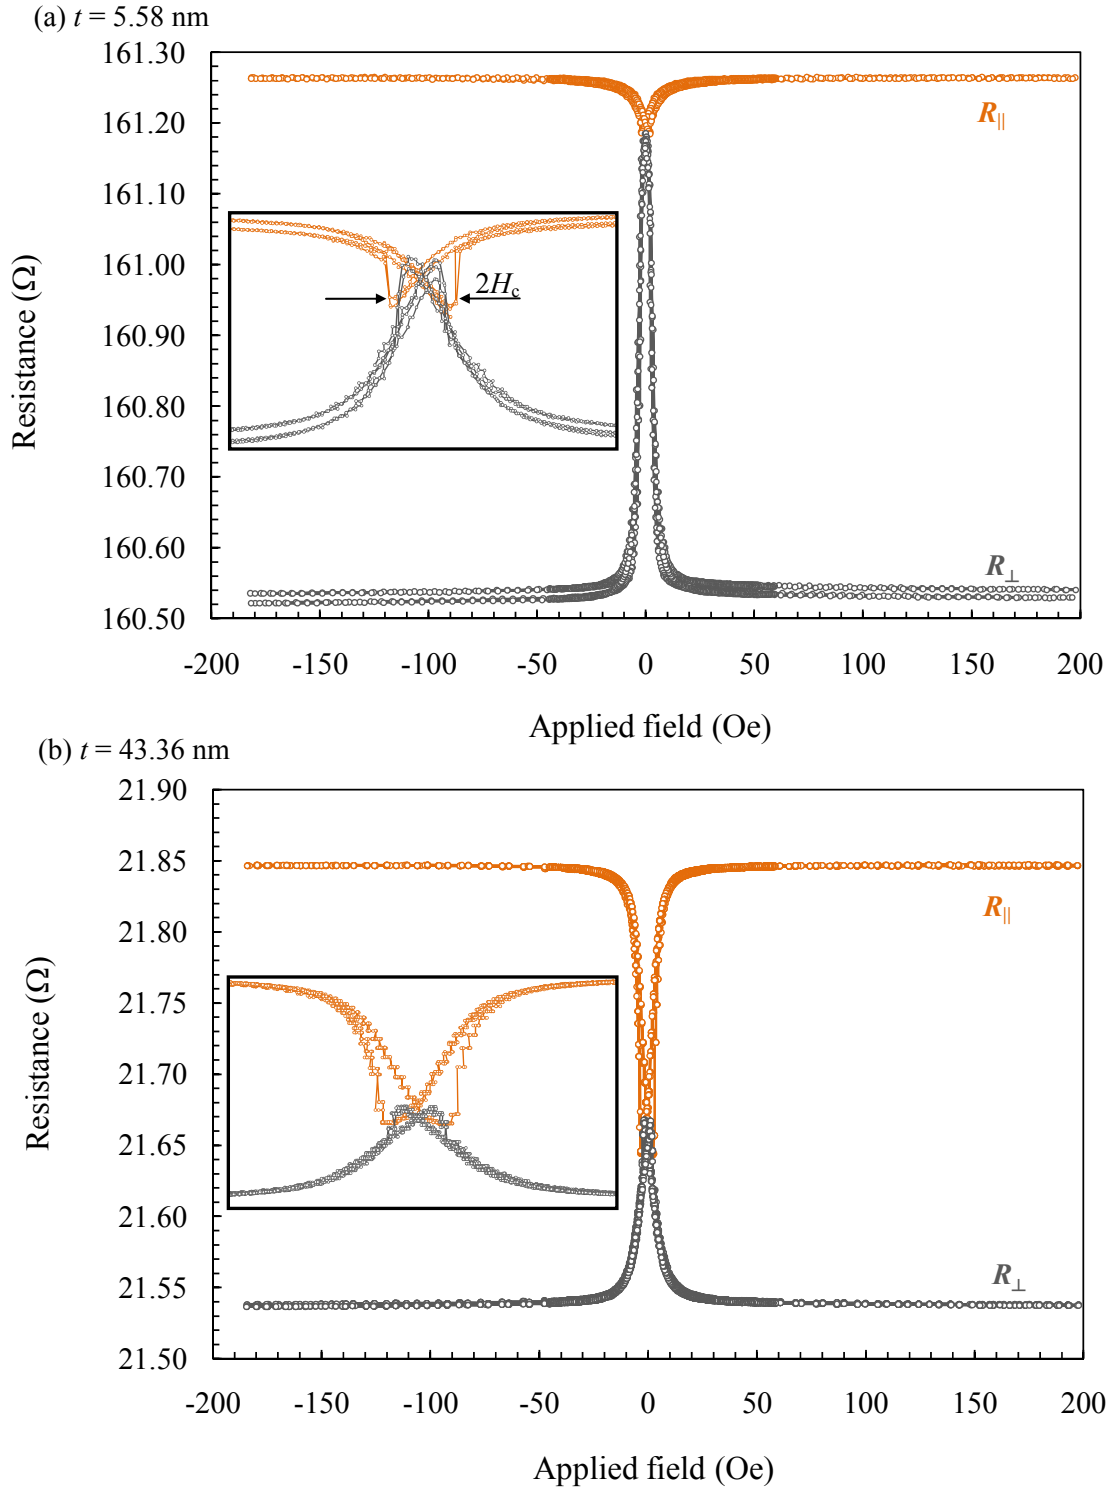 (a) t = 5.58 nm
161.30
161.20
161.10
161.00
160.90
160.80
160.70
160.60
160.50
Resistance (Ω)
R||
2Hc
R⊥
-200 -150 -100 -50 0 50 100 150 200
Applied field (Oe)
(b) t = 43.36 nm
21.90
21.85
21.80
21.75
21.70
21.65
21.60
21.55
21.50
Resistance (Ω)
R||
R⊥
-200 -150 -100 -50 0 50 100 150 200
Applied field (Oe)